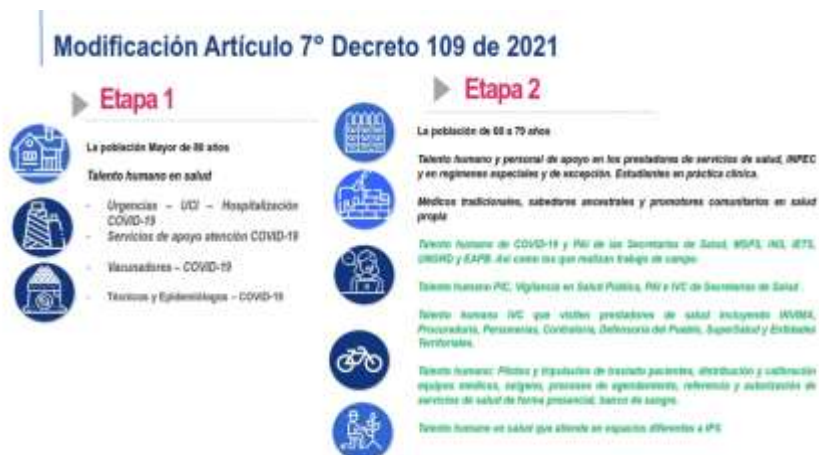 Modificación Artículo 7° Decreto 109 de 2021
Etapa 1
La población Mayor de 80 años
Talento humano en salud
- Urgencias – UCI – Hospitalización
COVID-19
- Servicios de apoyo atención COVID-19
- Vacunadores – COVID-19
- Técnicos y Epidemiólogos – COVID-19
Etapa 2
La población de 60 a 79 años
Talento humano y personal de apoyo en los prestadores de servicios de salud, INPEC
y en regímenes especiales y de excepción. Estudiantes en práctica clínica.
Médicos tradicionales, sabedores ancestrales y promotores comunitarios en salud
propia
Talento humano de COVID-19 y PAI de las Secretarías de Salud, MSPS, INS, IETS,
UNGRD y EAPB. Así como los que realizan trabajo de campo.
Talento humano PIC, Vigilancia en Salud Pública, PAI e IVC de Secretarías de Salud
Talento humano IVC que visiten prestadores de salud incluyendo INVIMA,
Procuraduría, Personerías, Contraloría, Defensoría del Pueblo, SuperSalud y Entidades
Territoriales.
Talento humano: Pilotos y tripulación de traslado pacientes, distribución y calibración
equipos médicos, oxígeno, procesos de agendamiento, referencia y autorización de
servicios de salud de forma presencial, banco de sangre.
Talento humano en salud que atiende en espacios diferentes a IPS